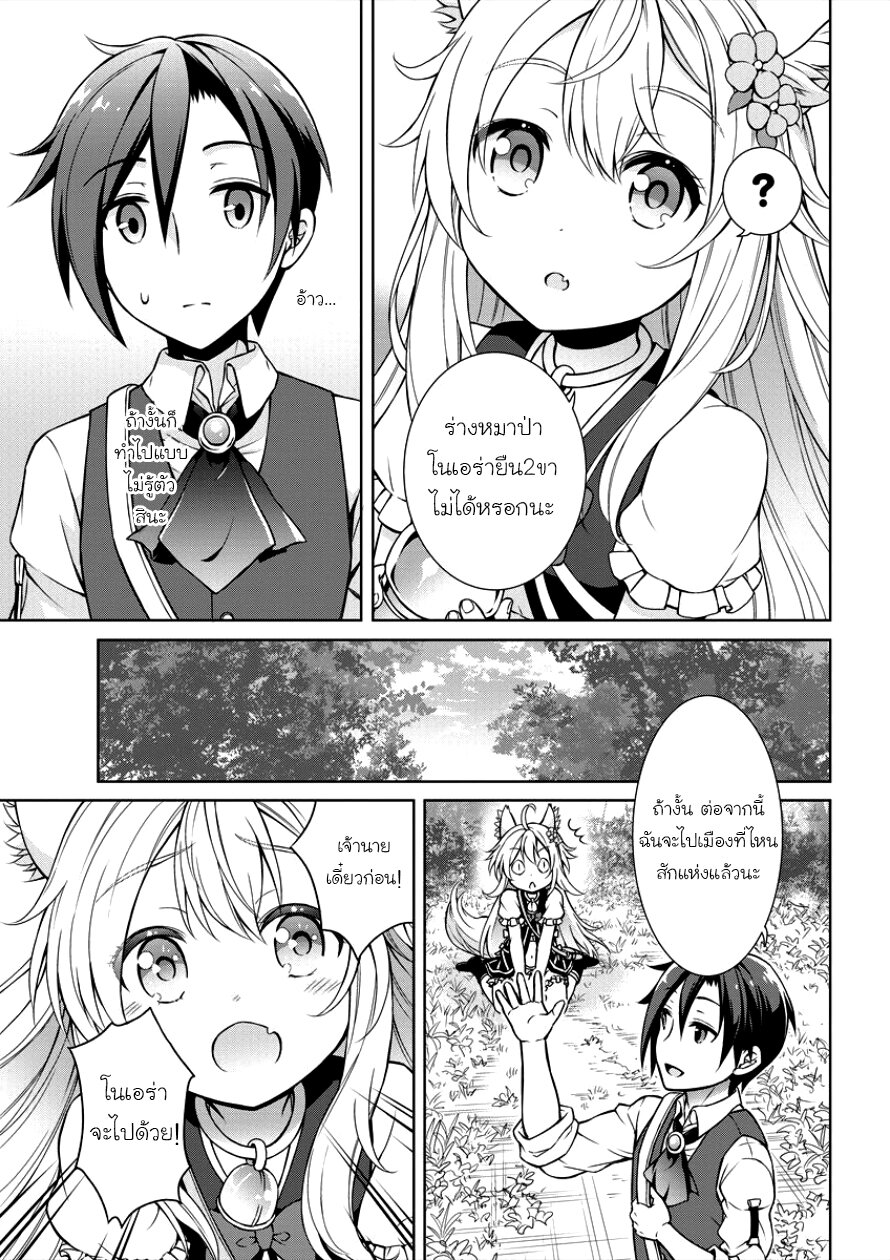 ?
ร่างหมาป่า
โนเอร่ายืน2ขา
ไม่ได้หรอกนะ
อ้าว...
ถ้างั้นก็
ทำไปแบบ
ไม่รู้ตัว
สินะ
ถ้างั้น ต่อจากนี้
ฉันจะไปเมืองที่ไหน
สักแห่งแล้วนะ
เจ้านาย
เดี๋ยวก่อน!
โนเอร่า
จะไปด้วย!